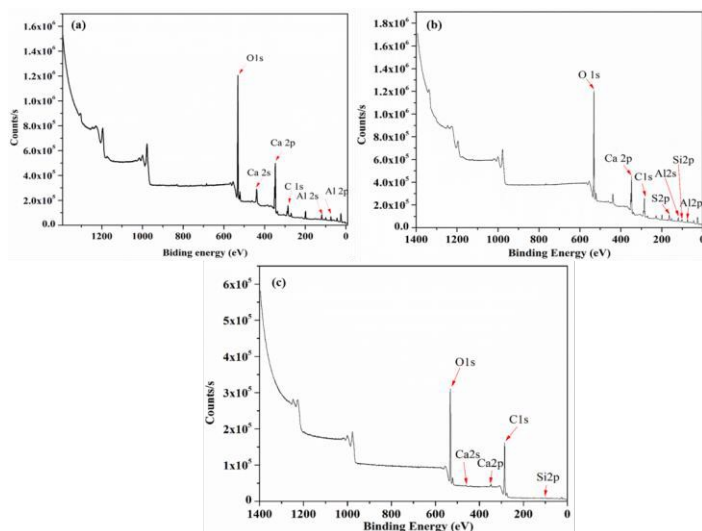 (a)
1.6x10⁶
1.4x10⁶
1.2x10⁶
1.0x10⁶
8.0x10⁵
6.0x10⁵
4.0x10⁵
2.0x10⁵
0.0
Counts/s
O1s
Ca 2p
Ca 2s
C 1s
Al 2s
Al 2p
1400 1200 1000 800 600 400 200 0
Biding energy (eV)
(b)
1.8x10⁶
1.6x10⁶
1.4x10⁶
1.2x10⁶
1.0x10⁶
8.0x10⁵
6.0x10⁵
4.0x10⁵
2.0x10⁵
0.0
Counts/s
O 1s
Ca 2p
C1s
S2p
Al2s
Si2p
Al2p
1400 1200 1000 800 600 400 200 0
Binding Energy (eV)
(c)
6x10⁵
5x10⁵
4x10⁵
3x10⁵
2x10⁵
1x10⁵
0
Counts/s
O1s
C1s
Ca2s
Ca2p
Si2p
1400 1200 1000 800 600 400 200 0
Binding Energy (eV)